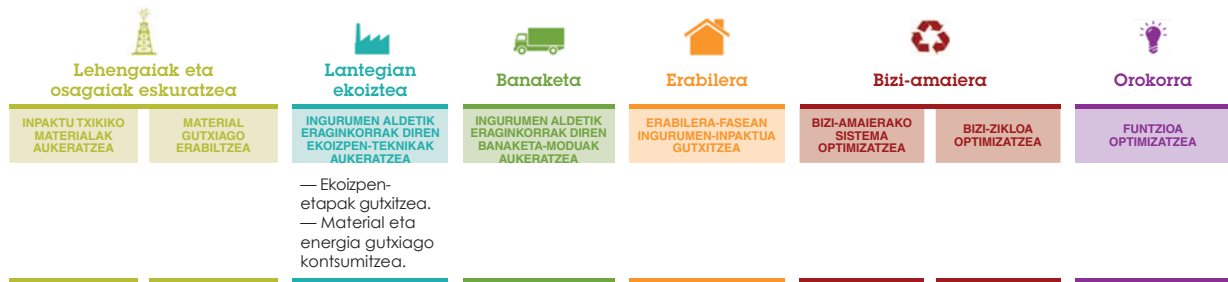 Lehengaiak eta
osagaiak eskuratzea
Lantegian
ekoiztea
Banaketa
Erabilera
Bizi-amaiera
Orokorra
INPAKTU TXIKIKO
MATERIALAK
AUKERATZEA
MATERIAL
GUTXIAGO
ERABILTZEA
INGURUMEN ALDETIK
ERAGINKORRAK DIREN
EKOIZPEN-TEKNIKAK
AUKERATZEA
INGURUMEN ALDETIK
ERAGINKORRAK DIREN
BANAKETA-MODUAK
AUKERATZEA
ERABILERA-FASEAN
INGURUMEN-INPAKTUA
GUTXITZEA
BIZI-AMAIERAKO
SISTEMA
OPTIMIZATZEA
BIZI-ZIKLOA
OPTIMIZATZEA
FUNTZIOA
OPTIMIZATZEA
— Ekoizpen-
etapak gutxitzea.
— Material eta
energia gutxiago
kontsumitzea.